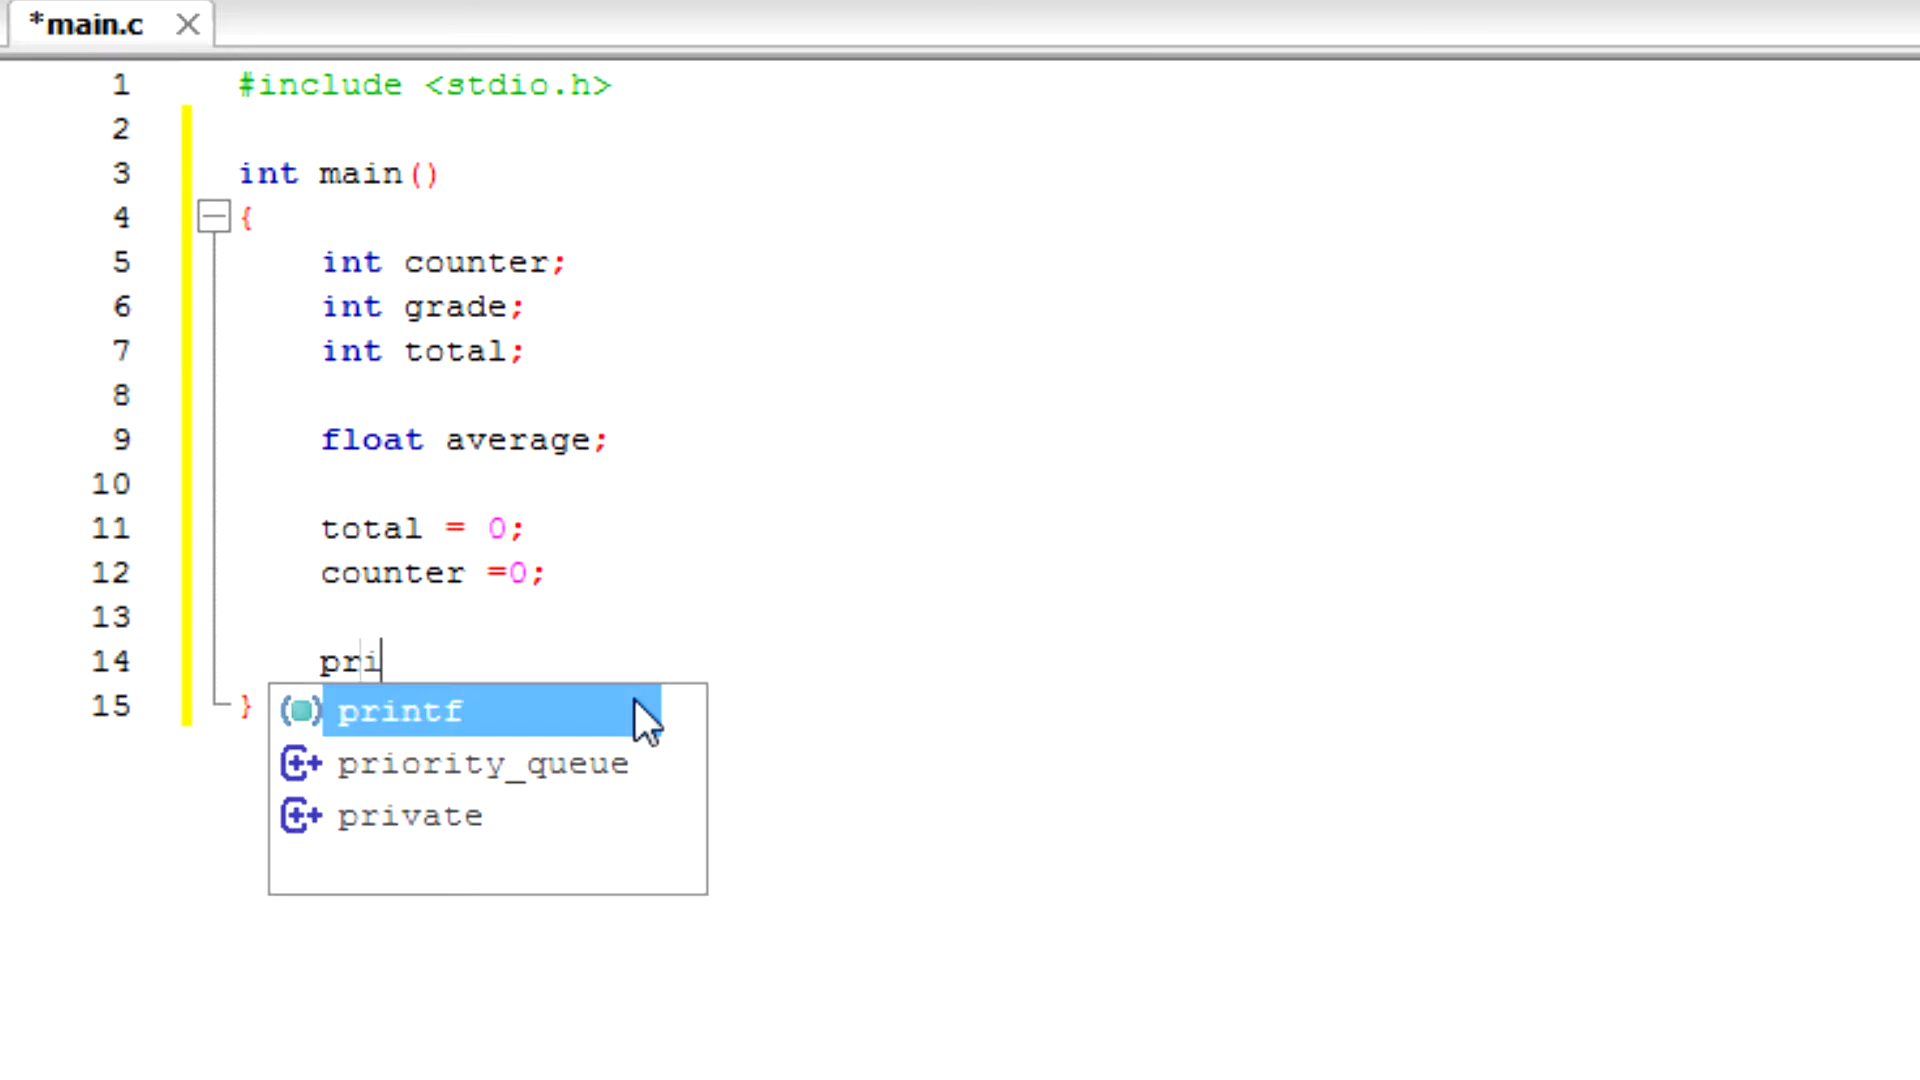 *main.c
1 #include <stdio.h>
2
3 int main()
4 {
5 int counter;
6 int grade;
7 int total;
8
9 float average;
10
11 total = 0;
12 counter =0;
13
14 pri
15 }
printf
priority_queue
private